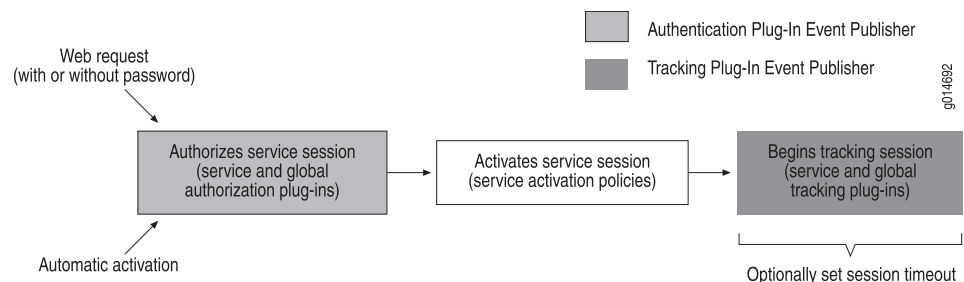 Authentication Plug-In Event Publisher
Tracking Plug-In Event Publisher
g014692
Web request
(with or without password)
Authorizes service session
(service and global
authorization plug-ins)
Activates service session
(service activation policies)
Begins tracking session
(service and global
tracking plug-ins)
Automatic activation
Optionally set session timeout